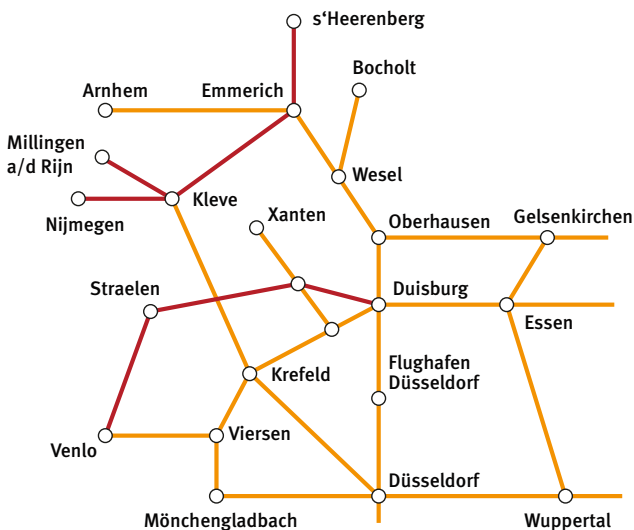 s‘Heerenberg
Bocholt
Arnhem
Emmerich
Millingen
a/d Rijn
Wesel
Nijmegen
Kleve
Xanten
Oberhausen
Gelsenkirchen
Straelen
Duisburg
Essen
Flughafen
Düsseldorf
Krefeld
Venlo
Viersen
Düsseldorf
Mönchengladbach
Wuppertal